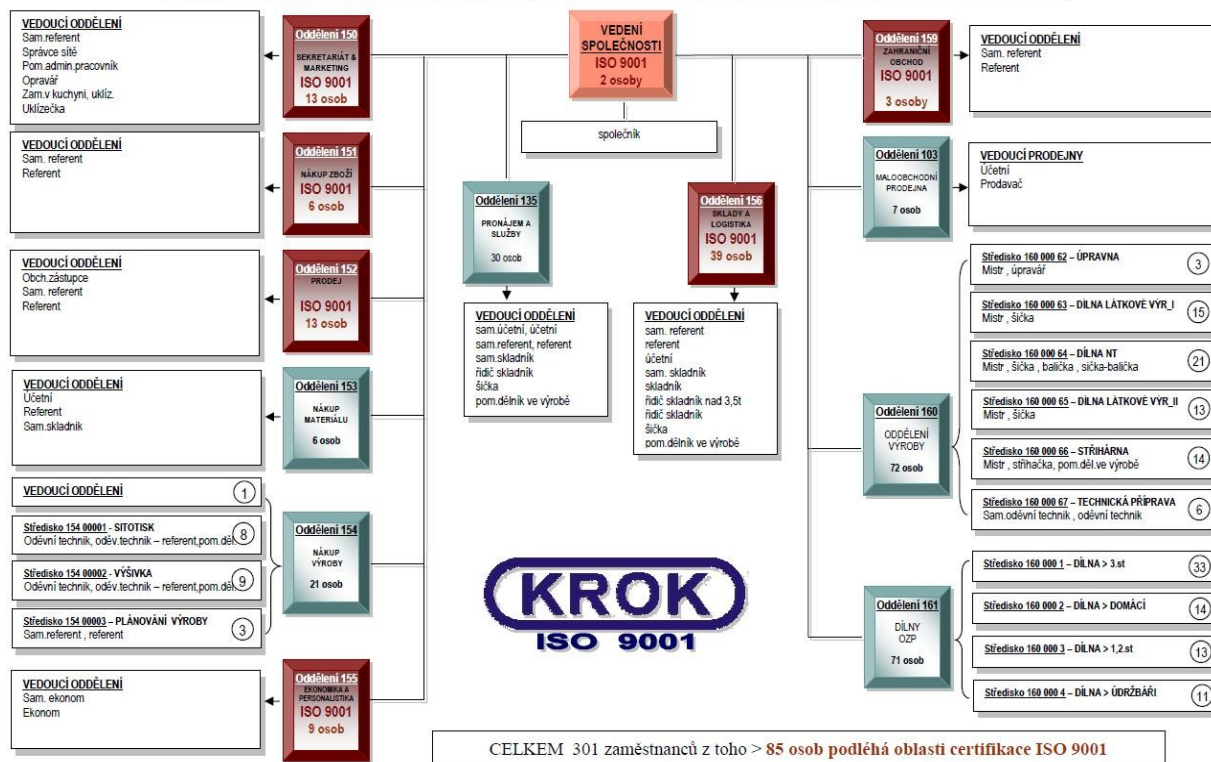 VEDOUCÍ ODDĚLENÍ
Sam.referent
Správce sítě
Pom.admin.pracovník
Opravář
Zam.v kuchyni, uklíz.
Uklízečka
Oddělení 150
SEKRETARIÁT &
MARKETING
ISO 9001
13 osob
VEDENÍ
SPOLEČNOSTI
ISO 9001
2 osoby
společník
Oddělení 159
ZAHRANIČNÍ
OBCHOD
ISO 9001
3 osoby
VEDOUCÍ ODDĚLENÍ
Sam. referent
Referent
VEDOUCÍ ODDĚLENÍ
Sam. referent
Referent
Oddělení 151
NÁKUP ZBOŽÍ
ISO 9001
6 osob
Oddělení 103
MALOOBCHODNÍ
PRODEJNA
7 osob
VEDOUCÍ PRODEJNY
Účetní
Prodavač
Oddělení 135
PRONÁJEM A
SLUŽBY
30 osob
VEDOUCÍ ODDĚLENÍ
sam.účetní, účetní
sam.referent, referent
sam.skladník
řidič skladník
šička
pom.dělník ve výrobě
Oddělení 156
SKLADY A
LOGISTIKA
ISO 9001
39 osob
VEDOUCÍ ODDĚLENÍ
sam. referent
referent
účetní
sam. skladník
skladník
řidič skladník nad 3,5t
řidič skladník
šička
pom.dělník ve výrobě
VEDOUCÍ ODDĚLENÍ
Obch.zástupce
Sam. referent
Referent
Oddělení 152
PRODEJ
ISO 9001
13 osob
VEDOUCÍ ODDĚLENÍ
Účetní
Referent
Sam.skladník
Oddělení 153
NÁKUP
MATERIÁLU
6 osob
VEDOUCÍ ODDĚLENÍ 1
Středisko 154 00001 - SITOTISK
Oděvní technik, oděv.technik – referent,pom.děl. 8
Středisko 154 00002 - VÝŠIVKA
Oděvní technik, oděv.technik – referent,pom.děl. 9
Středisko 154 00003 – PLÁNOVÁNÍ VÝROBY
Sam.referent , referent 3
Oddělení 154
NÁKUP
VÝROBY
21 osob
VEDOUCÍ ODDĚLENÍ
Sam. ekonom
Ekonom
Oddělení 155
EKONOMIKA A
PERSONALISTIKA
ISO 9001
9 osob
Středisko 160 000 62 – ÚPRAVNA
Mistr , úpravář 3
Středisko 160 000 63 – DÍLNA LÁTKOVÉ VÝR_I
Mistr , šička 15
Středisko 160 000 64 – DÍLNA NT
Mistr , šička , balička , sička-balička 21
Středisko 160 000 65 – DÍLNA LÁTKOVÉ VÝR_II
Mistr , šička 13
Středisko 160 000 66 – STŘIHÁRNA
Mistr , střihačka, pom.děl.ve výrobě 14
Středisko 160 000 67 – TECHNICKÁ PŘÍPRAVA
Sam.oděvní technik , oděvní technik 6
Oddělení 160
ODDĚLENÍ
VÝROBY
72 osob
Oddělení 161
DÍLNY
OZP
71 osob
Středisko 160 000 1 – DÍLNA > 3.st 33
Středisko 160 000 2 – DÍLNA > DOMÁCÍ 14
Středisko 160 000 3 – DÍLNA > 1,2.st 13
Středisko 160 000 4 – DÍLNA > ÚDRŽBÁŘI 11
KROK
ISO 9001
CELKEM 301 zaměstnanců z toho > 85 osob podléhá oblasti certifikace ISO 9001